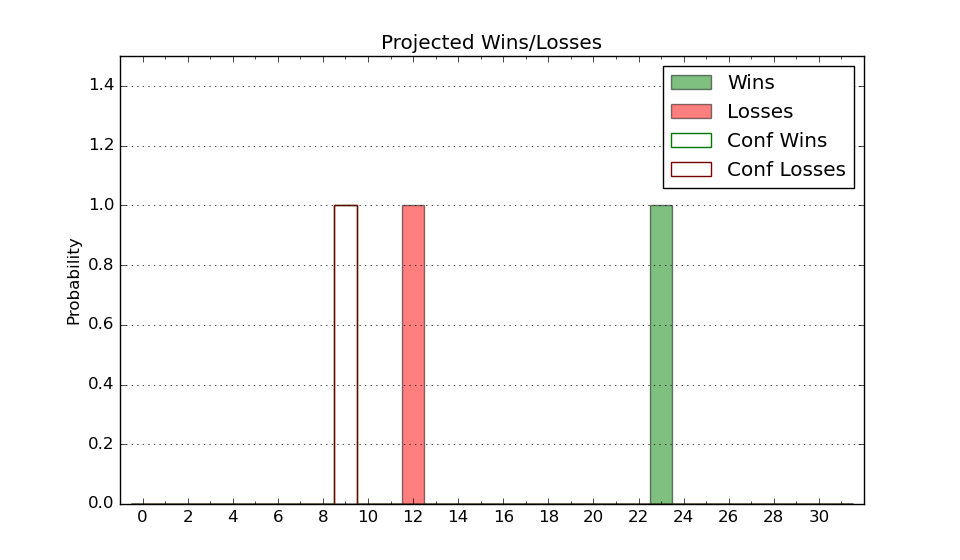 Projected Wins/Losses
Wins
Losses
Conf Wins
Conf Losses
Probability
1.4
1.2
1.0
0.8
0.6
0.4
0.2
0.0
0 2 4 6 8 10 12 14 16 18 20 22 24 26 28 30